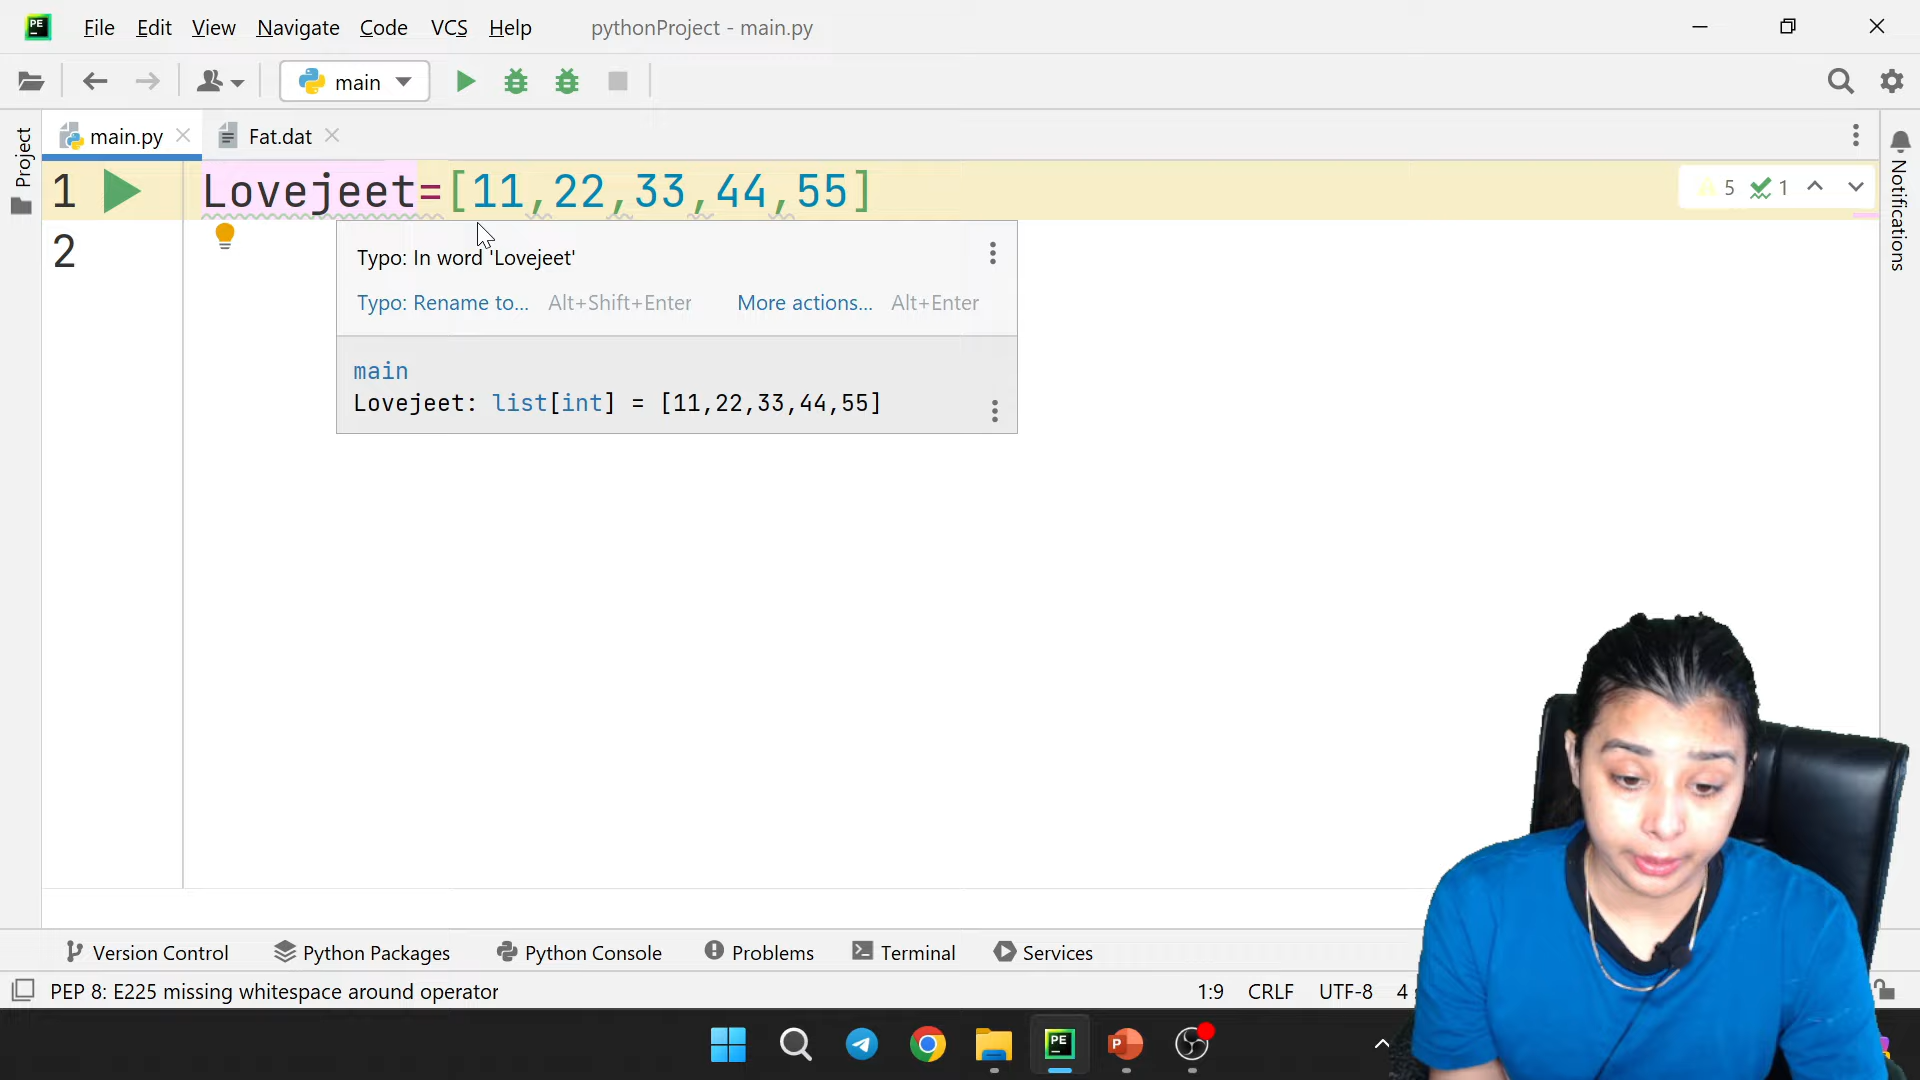 PE File Edit View Navigate Code VCS Help pythonProject - main.py
main
Project main.py Fat.dat
1 Lovejeet=[11,22,33,44,55] 5 1
2
Notifications
Typo: In word 'Lovejeet'
Typo: Rename to... Alt+Shift+Enter More actions... Alt+Enter
main
Lovejeet: list[int] = [11,22,33,44,55]
Version Control Python Packages Python Console Problems Terminal Services
PEP 8: E225 missing whitespace around operator 1:9 CRLF UTF-8 4
PE P